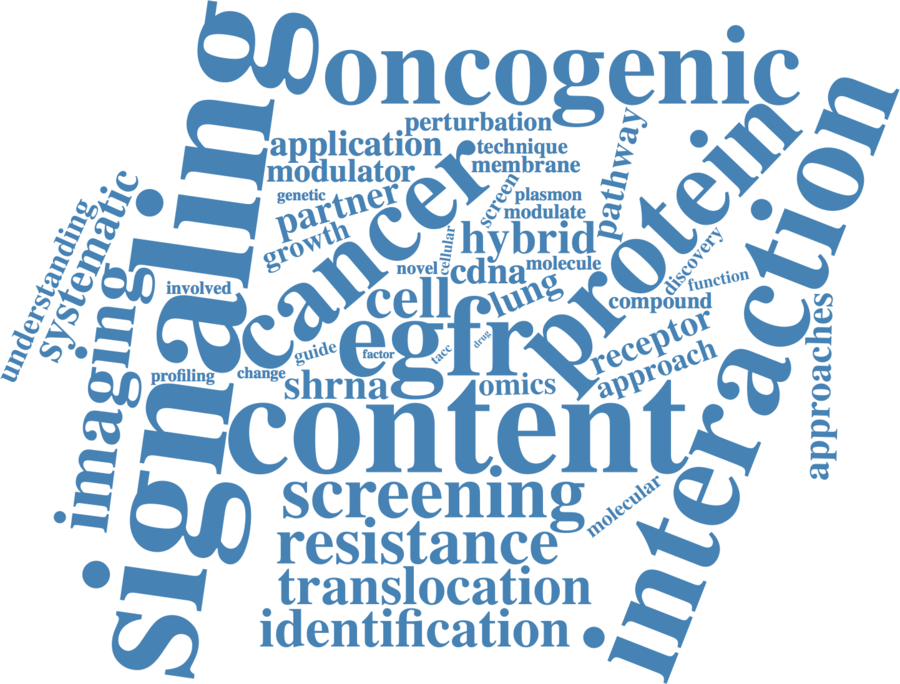 signaling
oncogenic
perturbation
application
technique
modulator
membrane
pathway
protein
interaction
cancer
screen
genetic
partner
plasmon
modulate
growth
cellular
hybrid
understanding
systematic
imaging
involved
novel
cdna
molecule
discovery
function
cell
lung
compound
egfr
guide
factor
tacc
drug
receptor
approach
approaches
profiling
change
shrna
omics
content
screening
molecular
resistance
translocation
identification